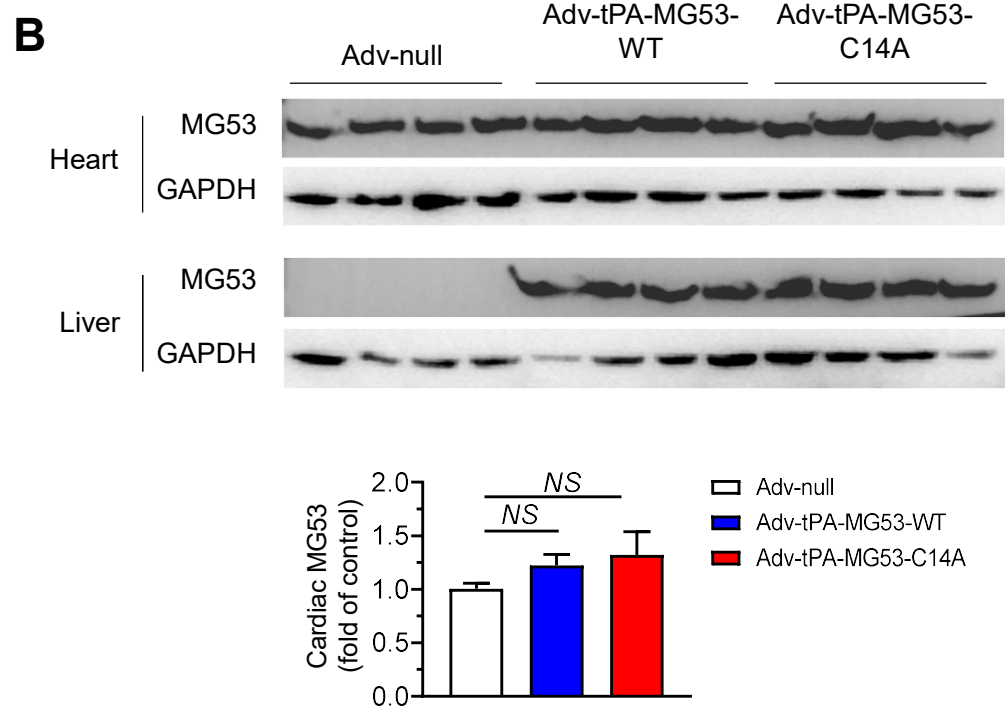 B
Adv-null
Adv-tPA-MG53-
WT
Adv-tPA-MG53-
C14A
Heart
MG53
GAPDH
Liver
MG53
GAPDH
Cardiac MG53
(fold of control)
2.0
1.5
1.0
0.5
0.0
NS
NS
Adv-null
Adv-tPA-MG53-WT
Adv-tPA-MG53-C14A